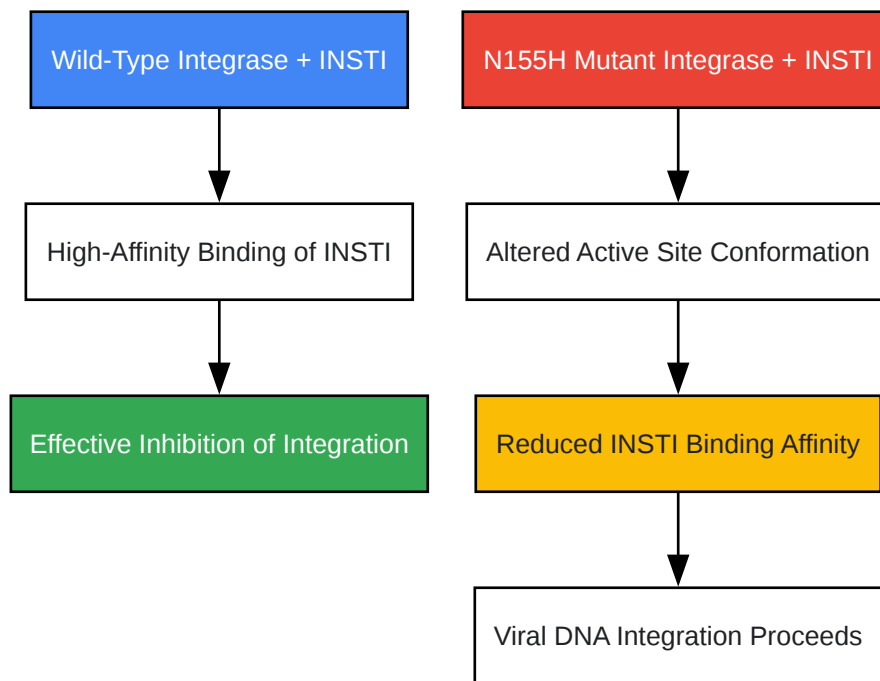 Wild-Type Integrase + INSTI
High-Affinity Binding of INSTI
Effective Inhibition of Integration
N155H Mutant Integrase + INSTI
Altered Active Site Conformation
Reduced INSTI Binding Affinity
Viral DNA Integration Proceeds